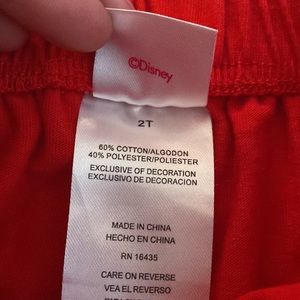 ©Disney
2T
60% COTTON/ALGODON
40% POLYESTER/POLIESTER
EXCLUSIVE OF DECORATION
EXCLUSIVO DE DECORACION
MADE IN CHINA
HECHO EN CHINA
RN 16435
CARE ON REVERSE
VEA EL REVERSO